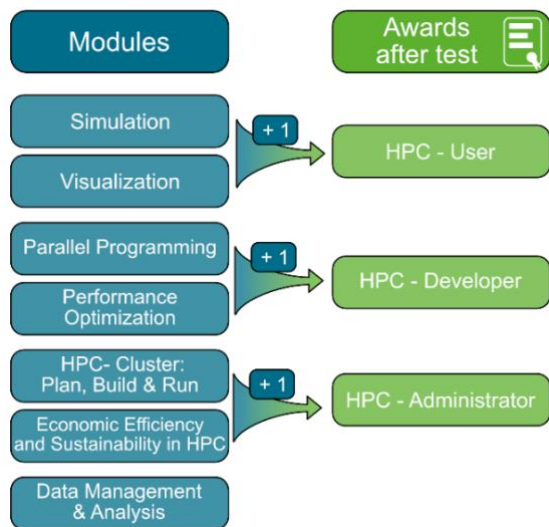 Modules
Awards
after test
Simulation
Visualization
+ 1
HPC - User
Parallel Programming
Performance
Optimization
+ 1
HPC - Developer
HPC- Cluster:
Plan, Build & Run
Economic Efficiency
and Sustainability in HPC
+ 1
HPC - Administrator
Data Management
& Analysis